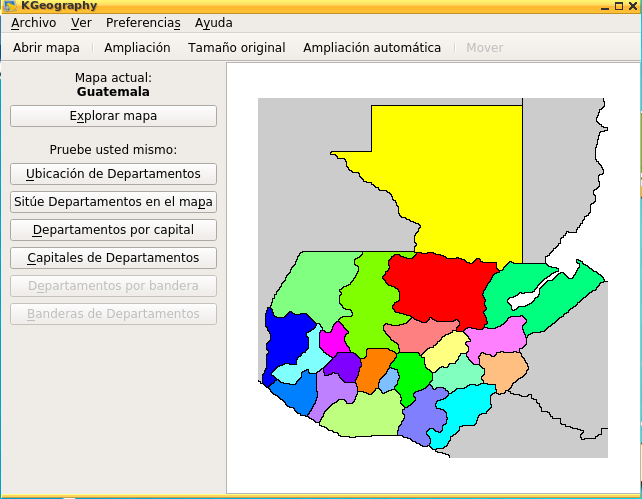 KGeography
Archivo Ver Preferencias Ayuda
Abrir mapa Ampliación Tamaño original Ampliación automática Mover
Mapa actual:
Guatemala
Explorar mapa
Pruebe usted mismo:
Ubicación de Departamentos
Sitúe Departamentos en el mapa
Departamentos por capital
Capitales de Departamentos
Departamentos por bandera
Banderas de Departamentos